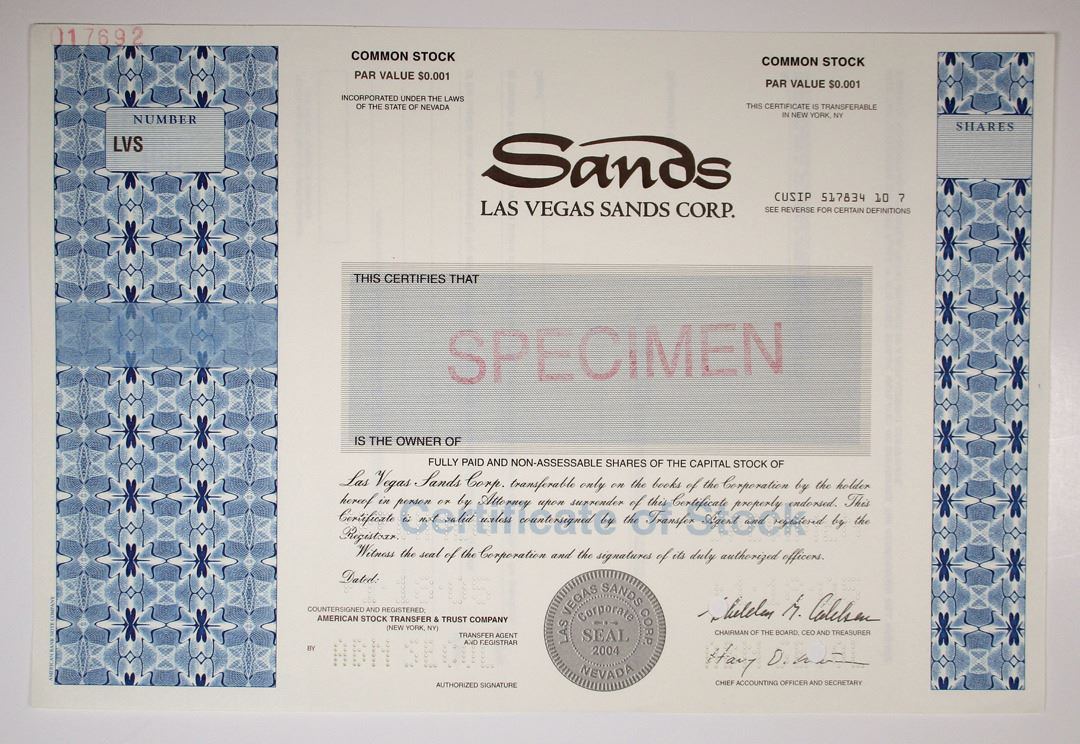 017692
COMMON STOCK
PAR VALUE $0.001
INCORPORATED UNDER THE LAWS
OF THE STATE OF NEVADA
COMMON STOCK
PAR VALUE $0.001
THIS CERTIFICATE IS TRANSFERABLE
IN NEW YORK, NY
NUMBER
LVS
SHARES
Sands
LAS VEGAS SANDS CORP.
CUSIP 517834 10 7
SEE REVERSE FOR CERTAIN DEFINITIONS
THIS CERTIFIES THAT
SPECIMEN
IS THE OWNER OF
FULLY PAID AND NON-ASSESSABLE SHARES OF THE CAPITAL STOCK OF
Las Vegas Sands Corp. transferable only on the books of the Corporation by the holder
hereof in person or by Attorney upon surrender of this Certificate properly endorsed. This
Certificate is not valid unless countersigned by the Transfer Agent and registered by the
Registrar.
Certificate of Stock
Witness the seal of the Corporation and the signatures of its duly authorized officers.
Dated:
COUNTERSIGNED AND REGISTERED:
AMERICAN STOCK TRANSFER & TRUST COMPANY
(NEW YORK, NY)
TRANSFER AGENT
AND REGISTRAR
BY
AUTHORIZED SIGNATURE
LAS VEGAS SANDS CORP.
Corporate
SEAL
2004
NEVADA
Sheldon G. Adelson
CHAIRMAN OF THE BOARD, CEO AND TREASURER
CHIEF ACCOUNTING OFFICER AND SECRETARY
AMERICAN BANK NOTE COMPANY